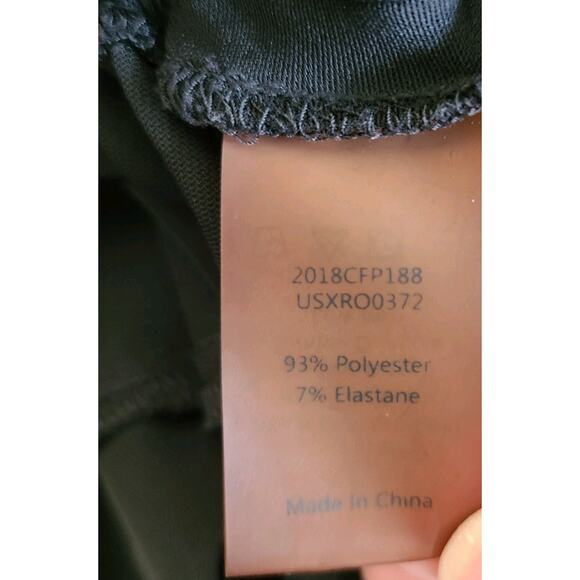 2018CFP188
USXRO0372
93% Polyester
7% Elastane
Made In China